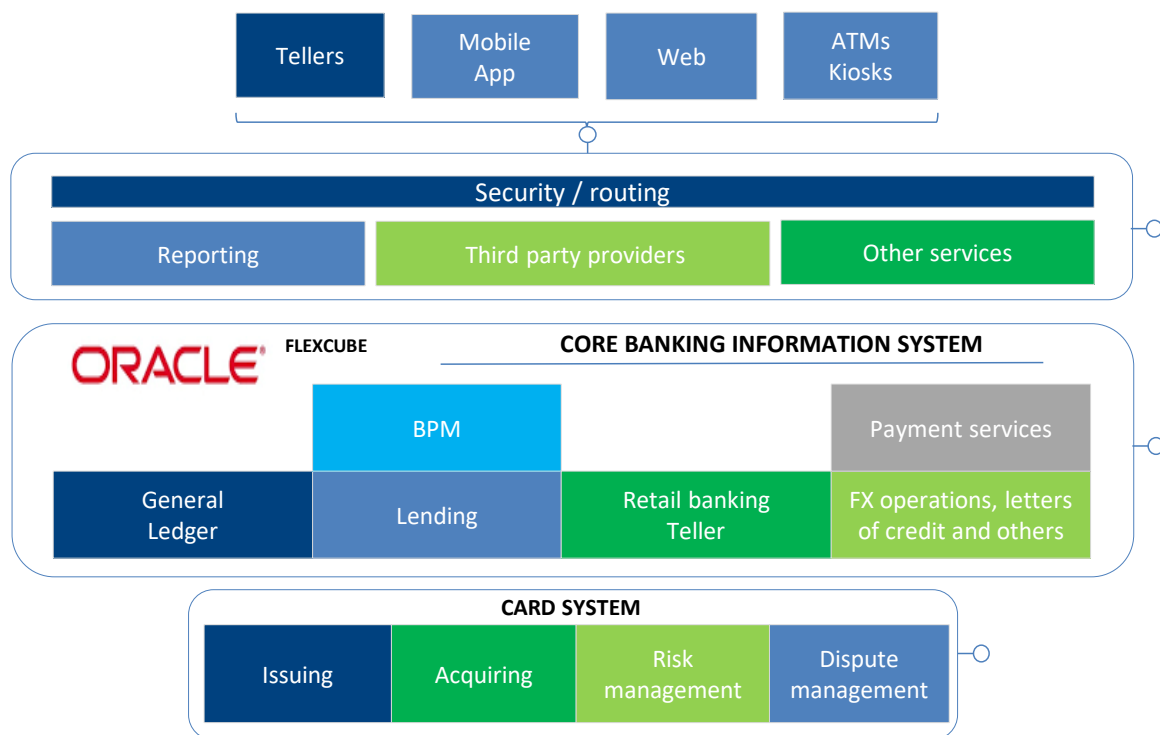 Tellers
Mobile
App
Web
ATMs
Kiosks
Security / routing
Reporting
Third party providers
Other services
ORACLE®
FLEXCUBE
CORE BANKING INFORMATION SYSTEM
BPM
Payment services
General
Ledger
Lending
Retail banking
Teller
FX operations, letters
of credit and others
CARD SYSTEM
Issuing
Acquiring
Risk
management
Dispute
management